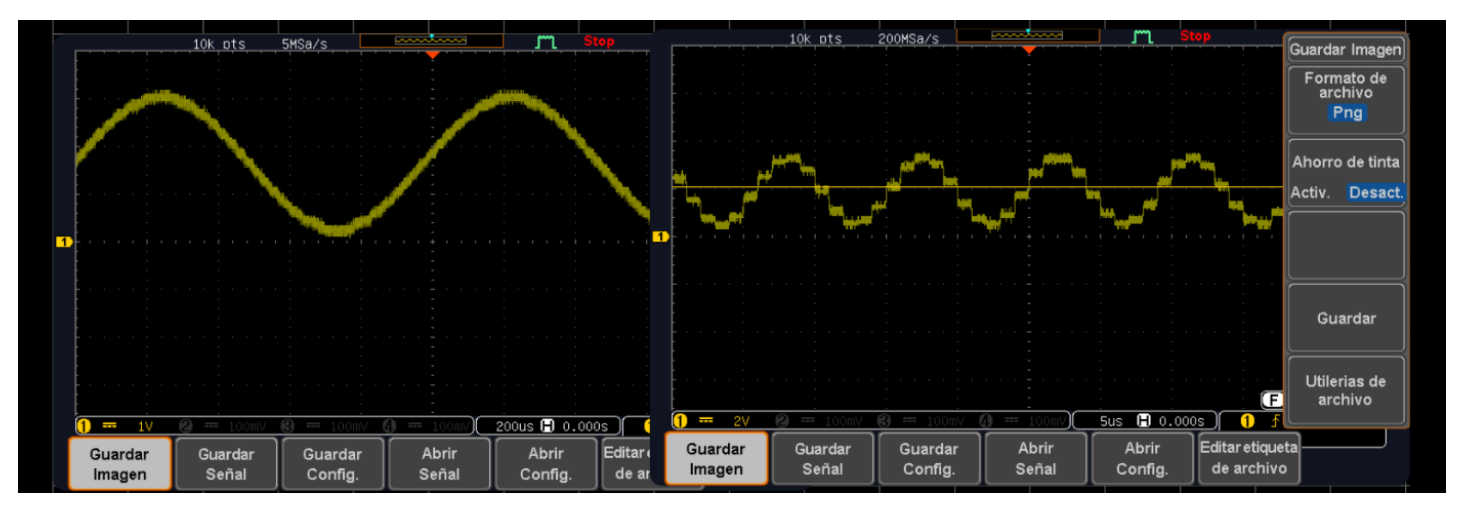 10k pts 5MSa/s Stop
1
1 1V 2 100mV 3 100mV 4 100mV 200us H 0.000s
Guardar Imagen
Guardar Señal
Guardar Config.
Abrir Señal
Abrir Config.
10k pts 200MSa/s Stop
1
F
1 2V 2 100mV 3 100mV 4 100mV 5us H 0.000s 1
Guardar Imagen
Guardar Señal
Guardar Config.
Abrir Señal
Abrir Config.
Editar etiqueta
de archivo
Guardar Imagen
Formato de
archivo
Png
Ahorro de tinta
Activ. Desact.
Guardar
Utilerias de
archivo